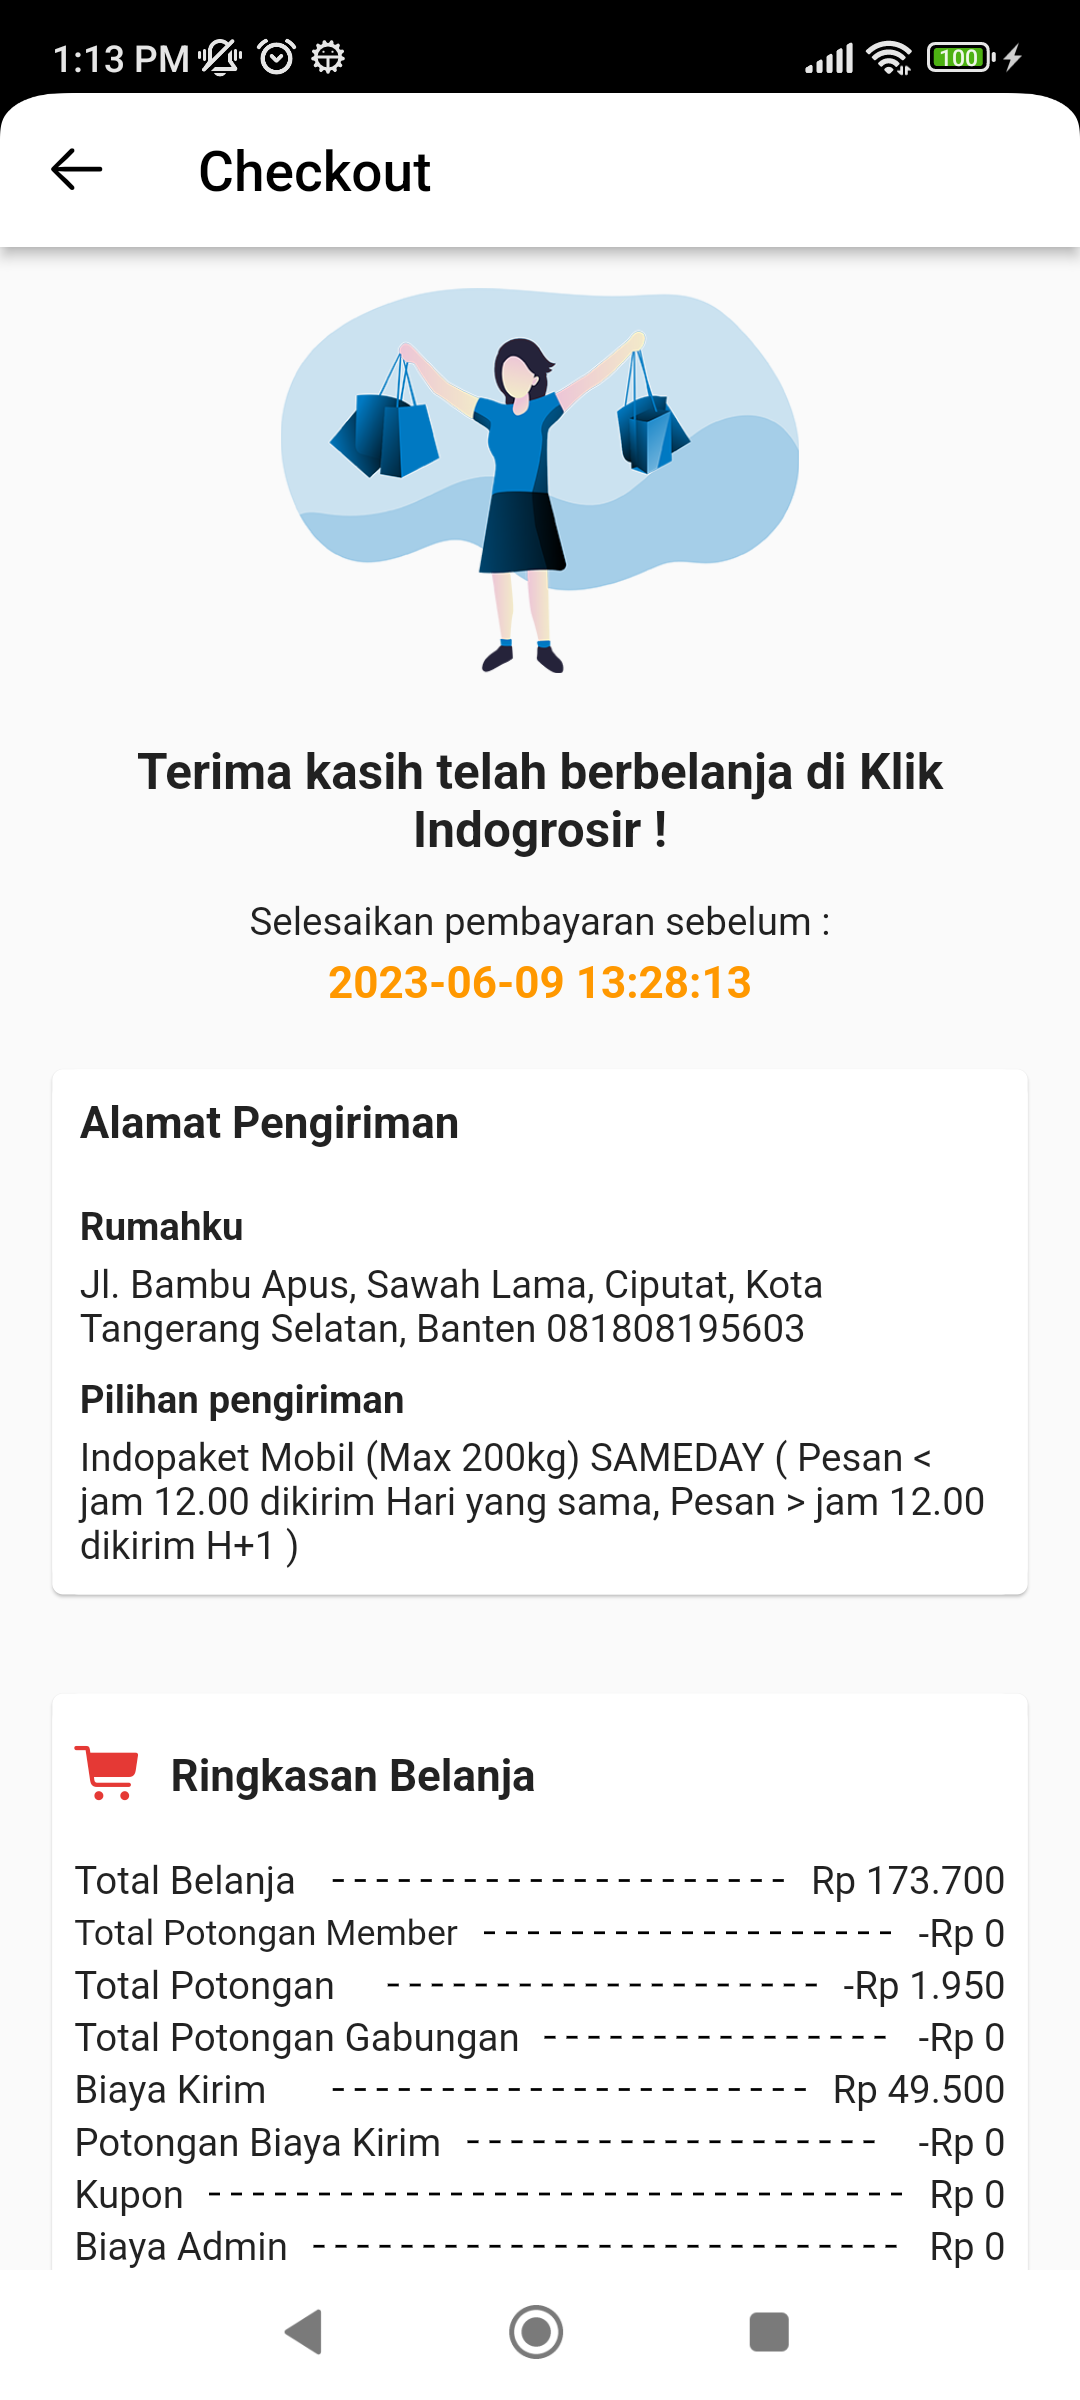 1:13 PM
100
Checkout
Terima kasih telah berbelanja di Klik
Indogrosir !
Selesaikan pembayaran sebelum :
2023-06-09 13:28:13
Alamat Pengiriman
Rumahku
Jl. Bambu Apus, Sawah Lama, Ciputat, Kota
Tangerang Selatan, Banten 081808195603
Pilihan pengiriman
Indopaket Mobil (Max 200kg) SAMEDAY ( Pesan <
jam 12.00 dikirim Hari yang sama, Pesan > jam 12.00
dikirim H+1 )
Ringkasan Belanja
Total Belanja --------------------- Rp 173.700
Total Potongan Member ------------------- -Rp 0
Total Potongan -------------------- -Rp 1.950
Total Potongan Gabungan ---------------- -Rp 0
Biaya Kirim ---------------------- Rp 49.500
Potongan Biaya Kirim ------------------- -Rp 0
Kupon -------------------------------- Rp 0
Biaya Admin --------------------------- Rp 0